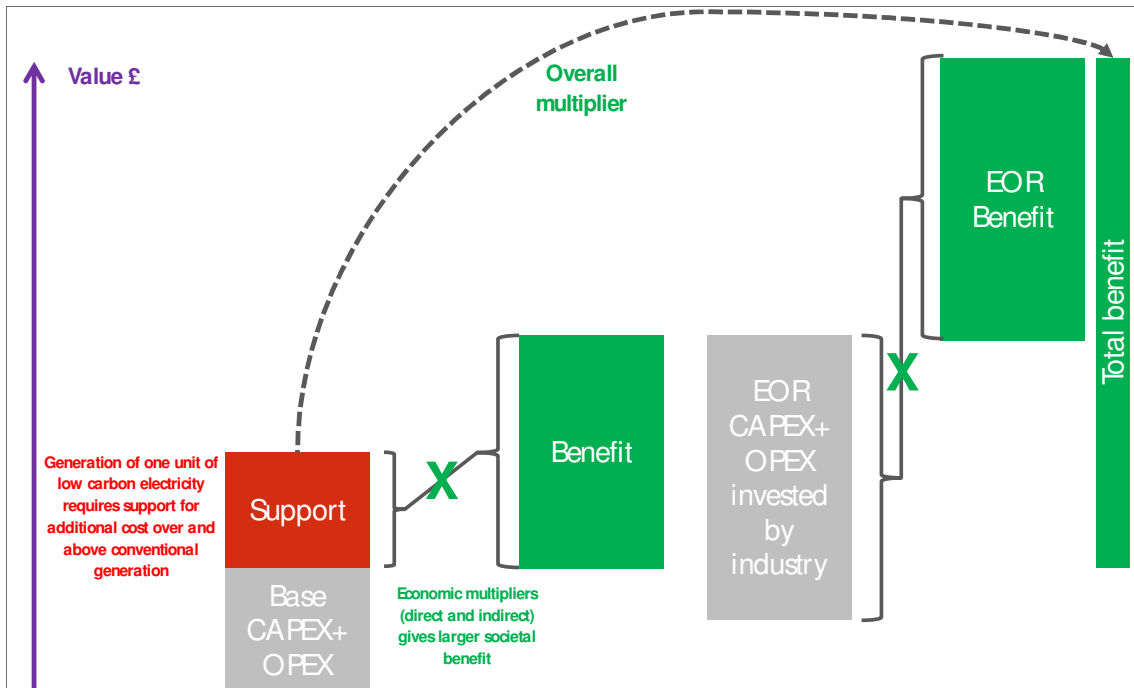 Value £
Overall
multiplier
EOR
Benefit
Total benefit
X
EOR
CAPEX+
OPEX
invested
by
industry
Benefit
Generation of one unit of
low carbon electricity
requires support for
additional cost over and
above conventional
generation
Support
X
Base
CAPEX+
OPEX
Economic multipliers
(direct and indirect)
gives larger societal
benefit